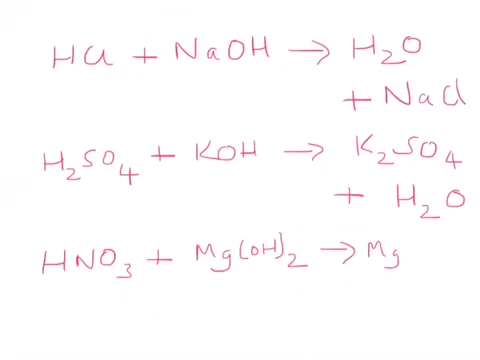 HCl + NaOH → H₂O
+ NaCl
H₂SO₄ + KOH → K₂SO₄
+ H₂O
HNO₃ + Mg(OH)₂ → Mg